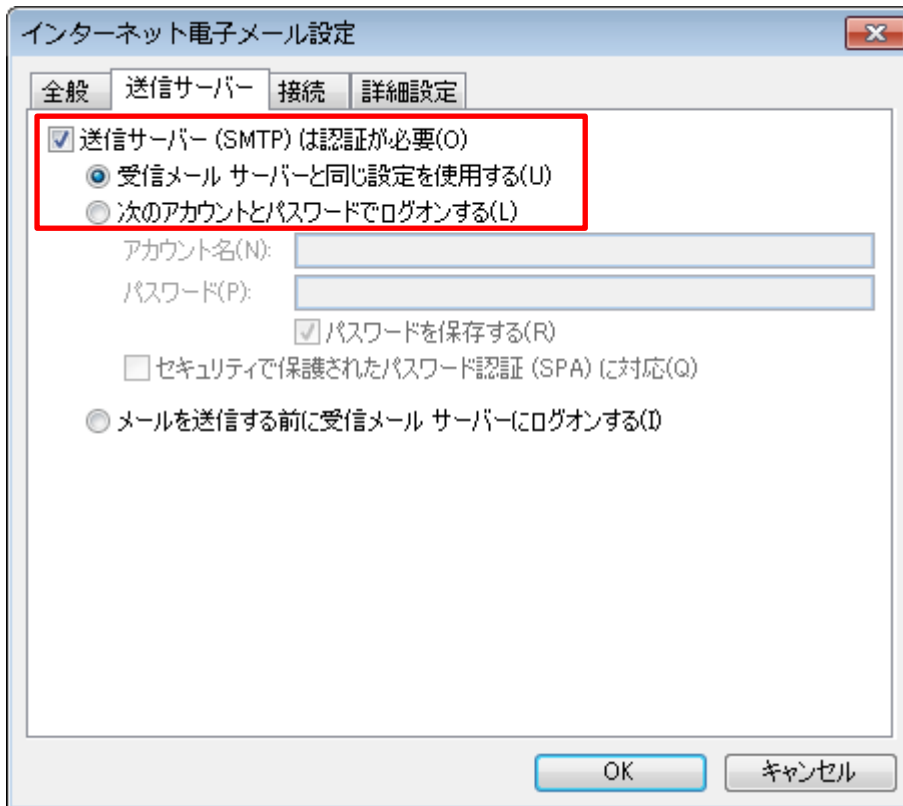 インターネット電子メール設定
全般 送信サーバー 接続 詳細設定
送信サーバー (SMTP) は認証が必要(O)
受信メール サーバーと同じ設定を使用する(U)
次のアカウントとパスワードでログオンする(L)
アカウント名(N):
パスワード(P):
パスワードを保存する(R)
セキュリティで保護されたパスワード認証 (SPA) に対応(Q)
メールを送信する前に受信メール サーバーにログオンする(I)
OK キャンセル